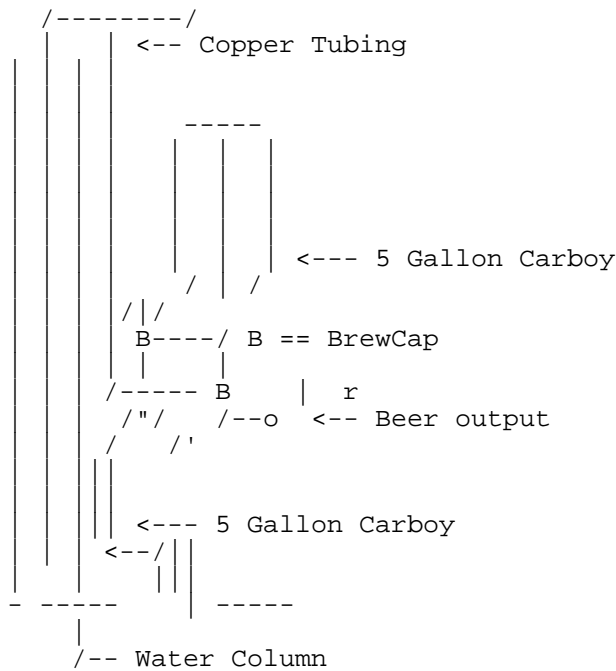 /--------/
|    | <-- Copper Tubing
-----
| <--- 5 Gallon Carboy
/ | /
/|/
B----/ B == BrewCap
/----- B | r
/"/ /--o <-- Beer output
/ /'
<--- 5 Gallon Carboy
<--/||
|||
- ----- | -----
|
/-- Water Column